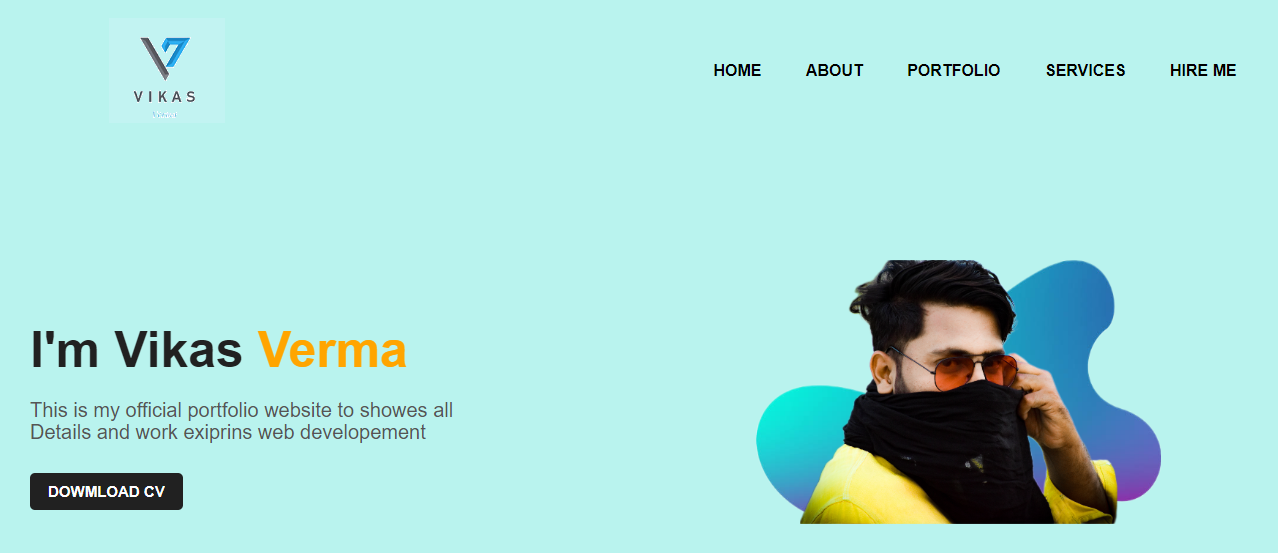 VIKAS
HOME ABOUT PORTFOLIO SERVICES HIRE ME
I'm Vikas Verma
This is my official portfolio website to showes all
Details and work exiprins web developement
DOWMLOAD CV